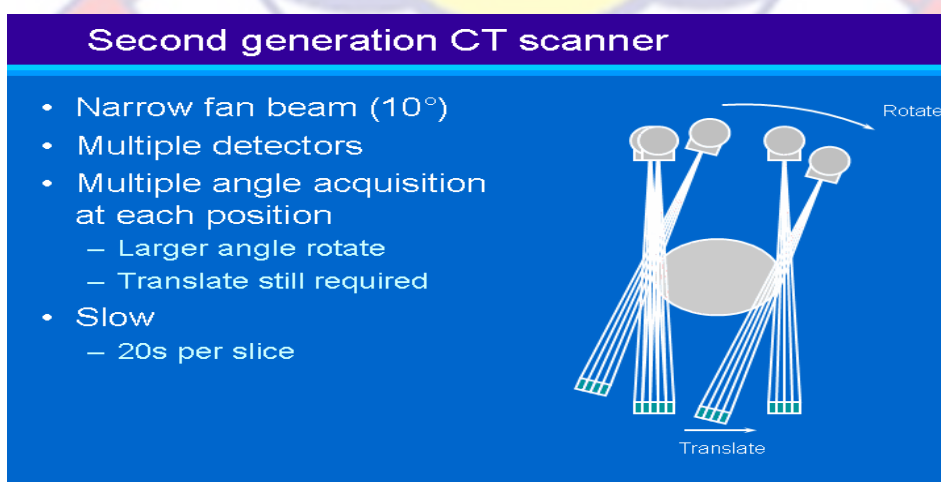 Second generation CT scanner
• Narrow fan beam (10°)
• Multiple detectors
• Multiple angle acquisition
at each position
– Larger angle rotate
– Translate still required
• Slow
– 20s per slice
Rotate
Translate